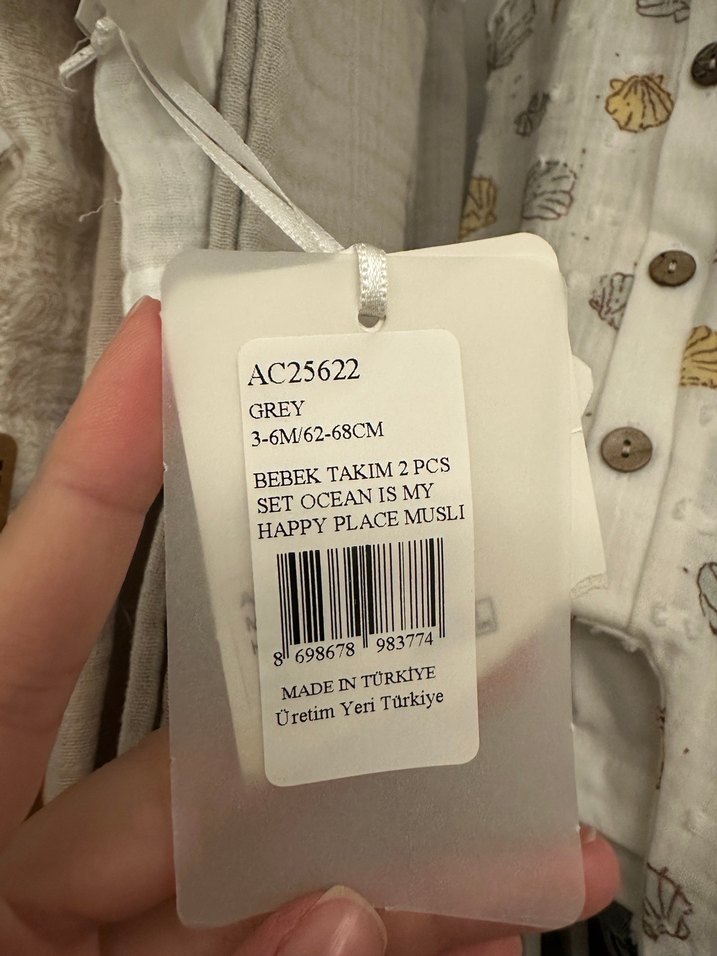 AC25622
GREY
3-6M/62-68CM
BEBEK TAKIM 2 PCS
SET OCEAN IS MY
HAPPY PLACE MUSLI
8 698678 983774
MADE IN TÜRKİYE
Üretim Yeri Türkiye